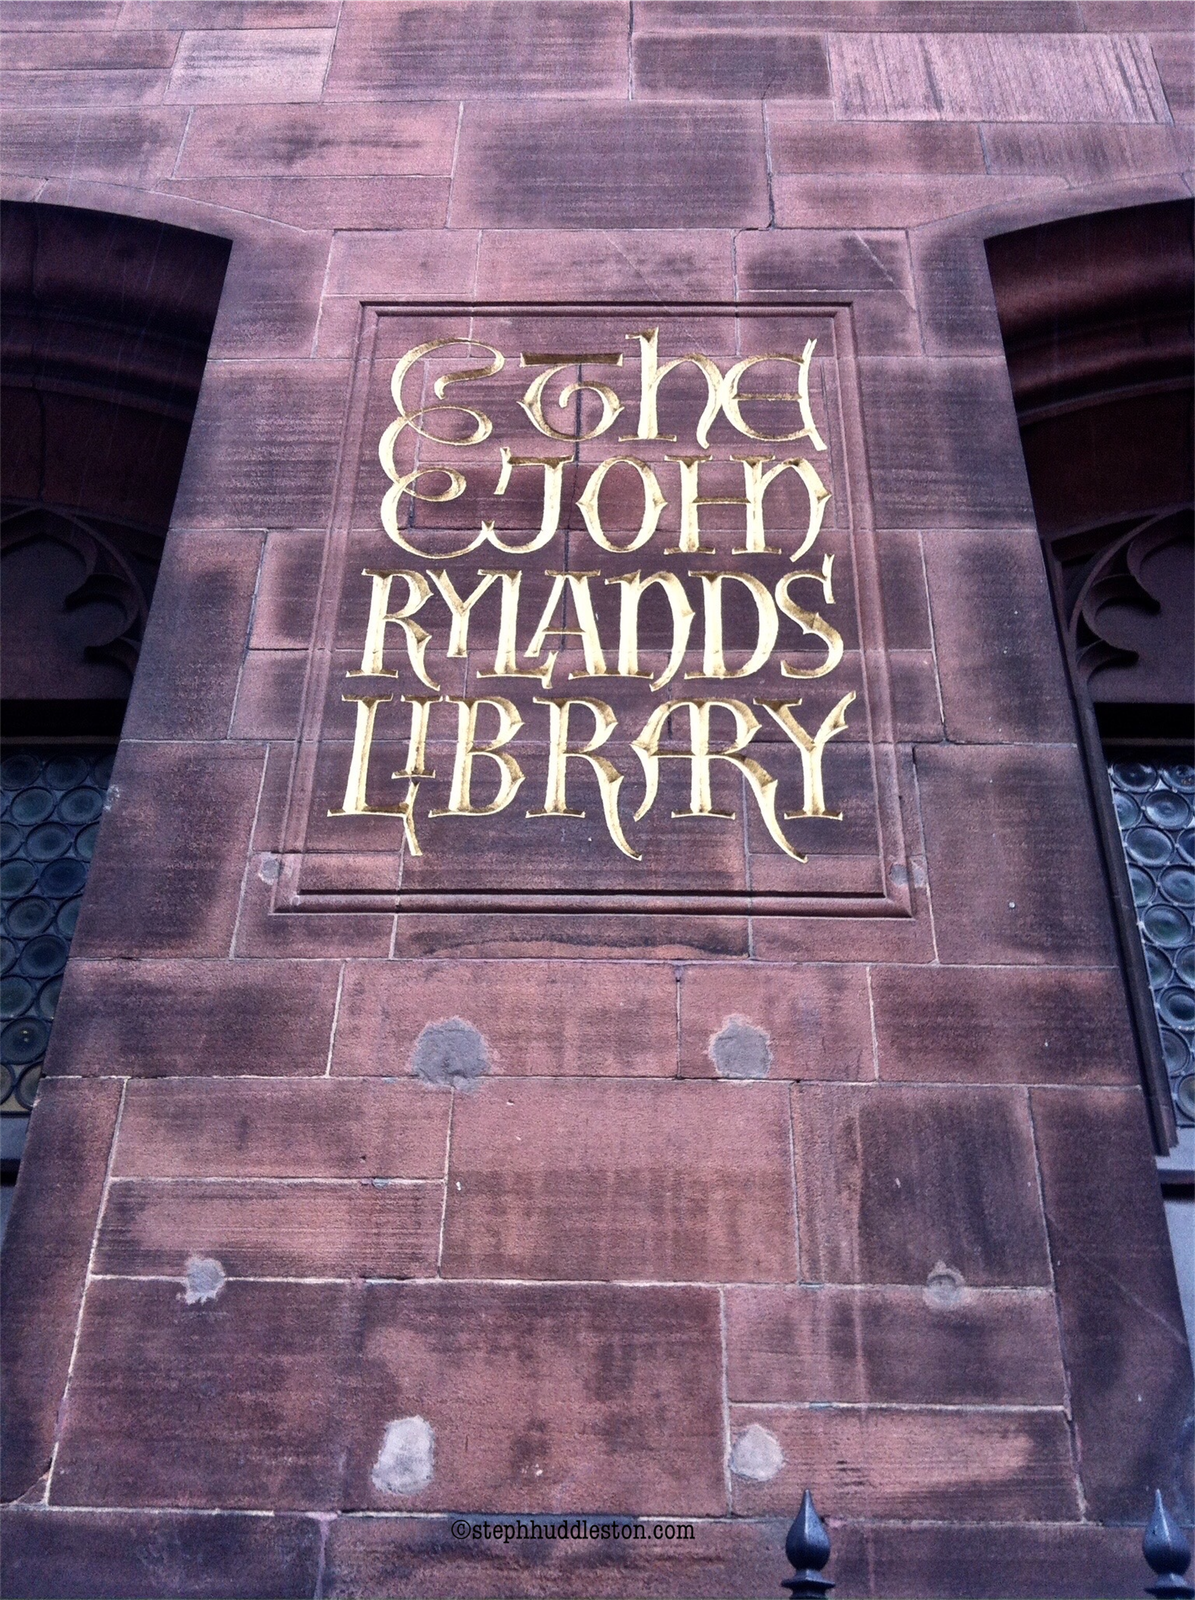 The
JOHN
RYLANDS
LIBRARY
©stephhuddleston.com